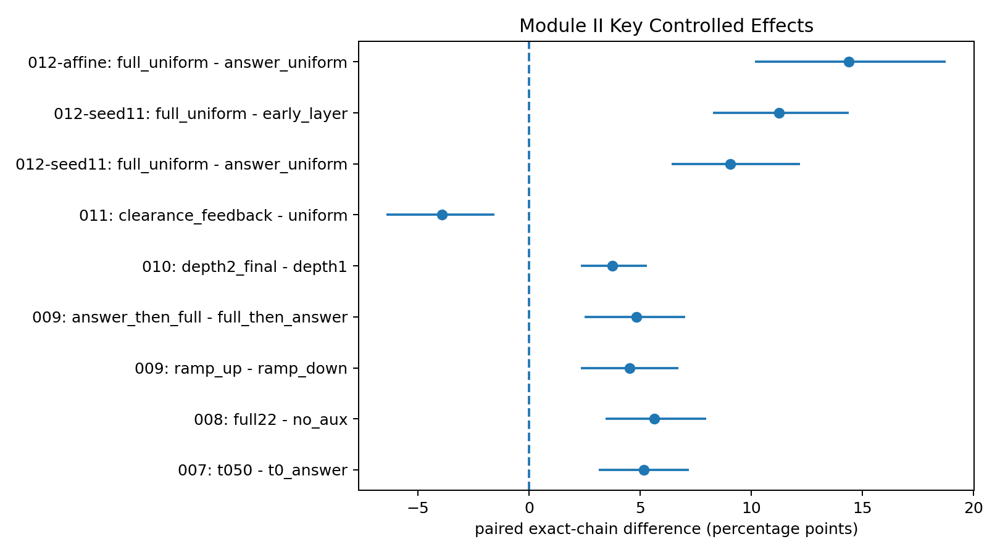 Module II Key Controlled Effects
012-affine: full_uniform - answer_uniform
012-seed11: full_uniform - early_layer
012-seed11: full_uniform - answer_uniform
011: clearance_feedback - uniform
010: depth2_final - depth1
009: answer_then_full - full_then_answer
009: ramp_up - ramp_down
008: full22 - no_aux
007: t050 - t0_answer
−5 0 5 10 15 20
paired exact-chain difference (percentage points)